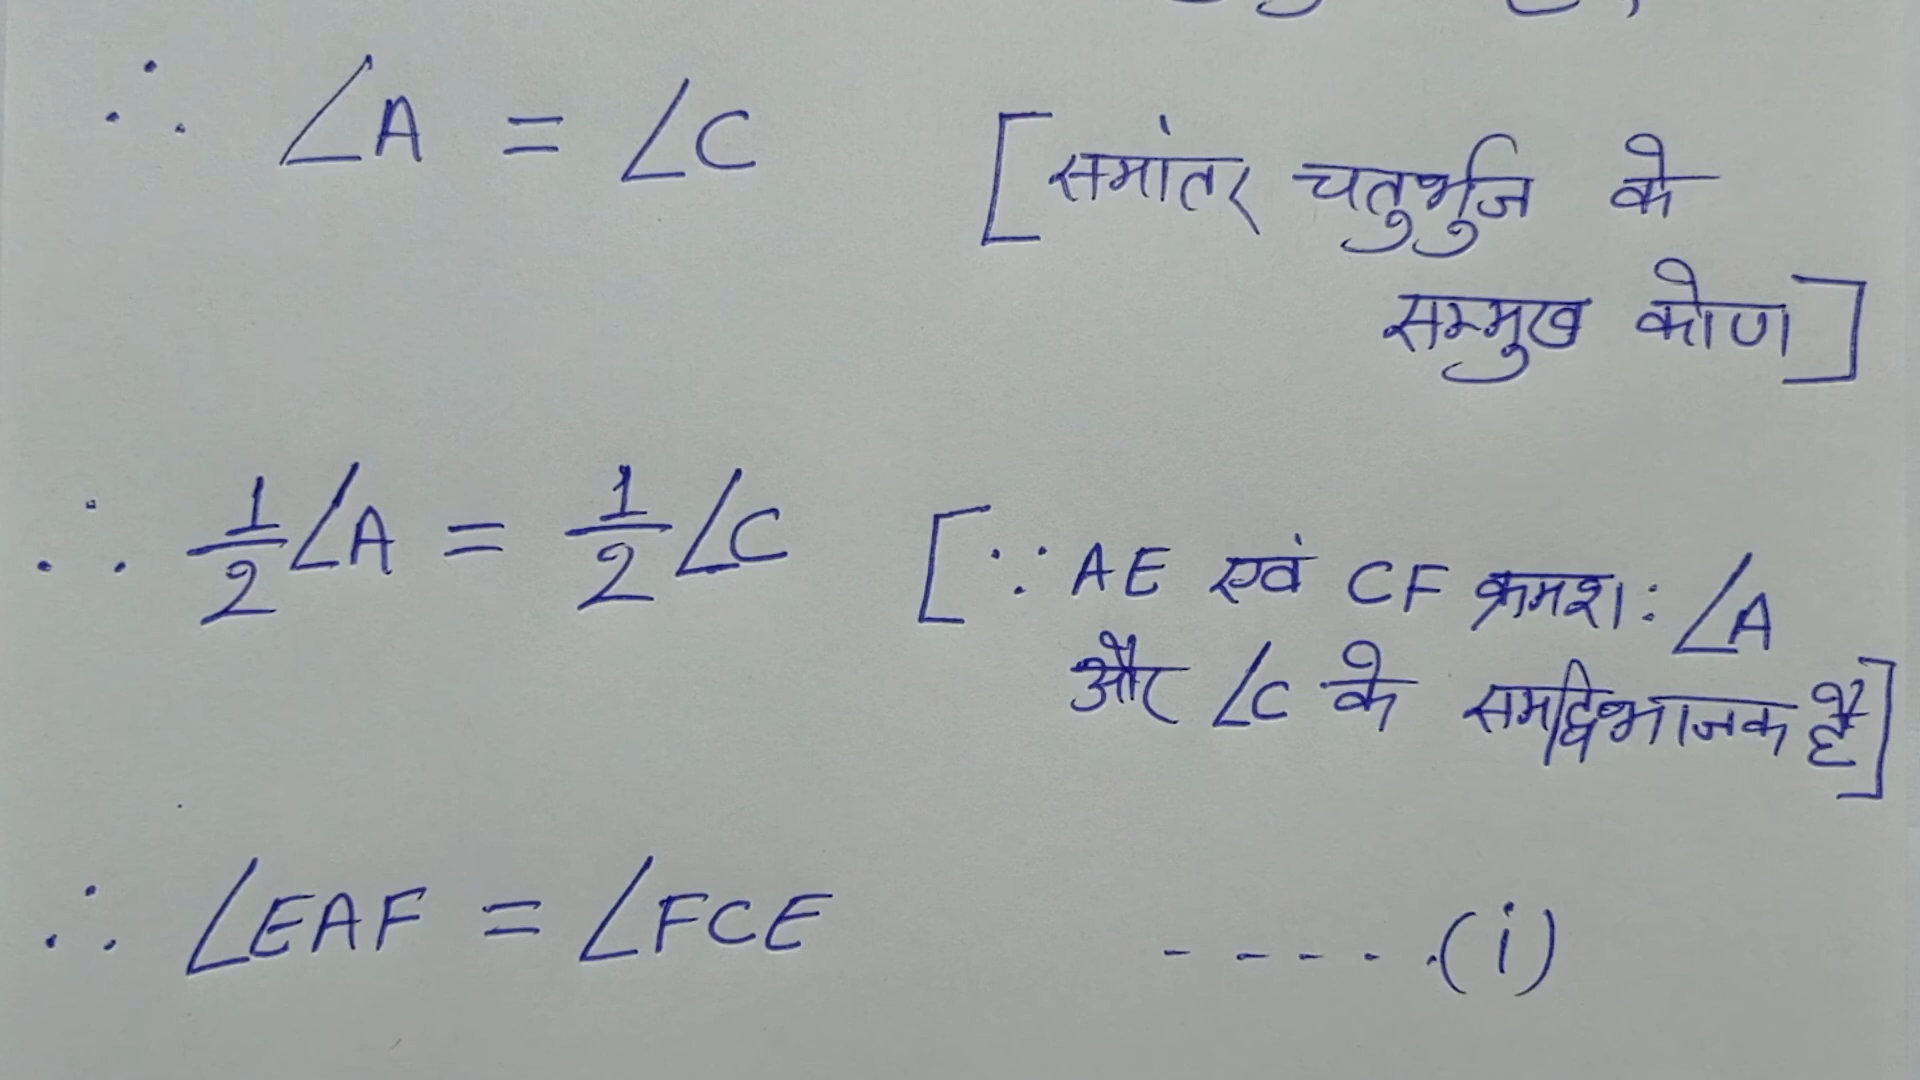 ∴ ∠A = ∠C [समांतर चतुर्भुज के
सम्मुख कोण]
∴ 1/2 ∠A = 1/2 ∠C [∵ AE एवं CF क्रमश: ∠A
और ∠C के समद्विभाजक है]
∴ ∠EAF = ∠FCE -----.(i)